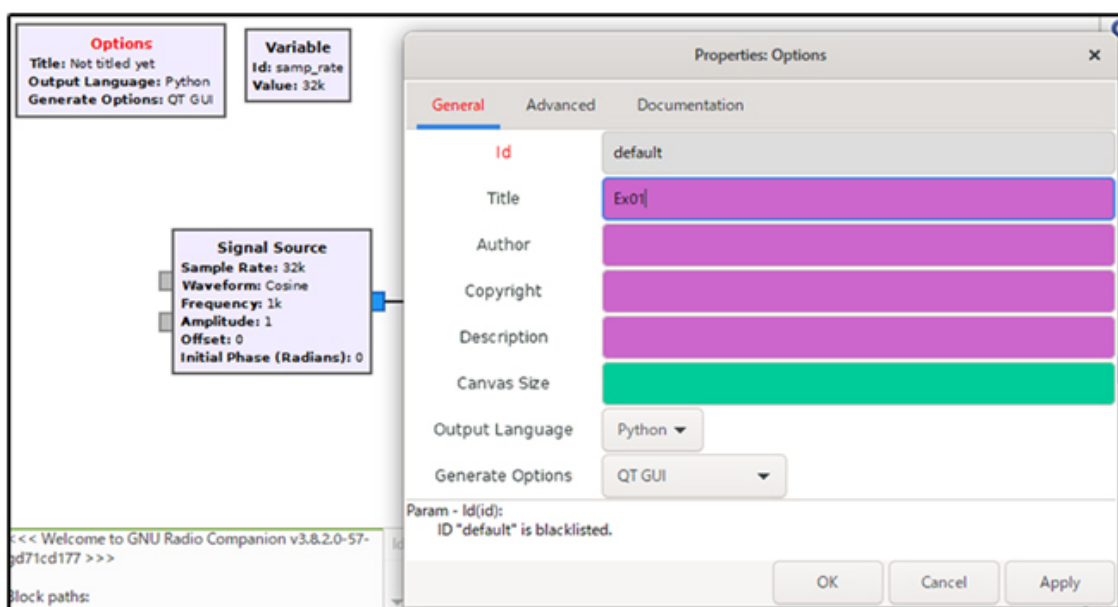 Options
Title: Not titled yet
Output Language: Python
Generate Options: QT GUI
Variable
Id: samp_rate
Value: 32k
Signal Source
Sample Rate: 32k
Waveform: Cosine
Frequency: 1k
Amplitude: 1
Offset: 0
Initial Phase (Radians): 0
Properties: Options
General Advanced Documentation
Id default
Title Ex01
Author
Copyright
Description
Canvas Size
Output Language Python
Generate Options QT GUI
Param - Id(id):
ID "default" is blacklisted.
OK Cancel Apply
<<< Welcome to GNU Radio Companion v3.8.2.0-57-
gd71cd177 >>>
Block paths: